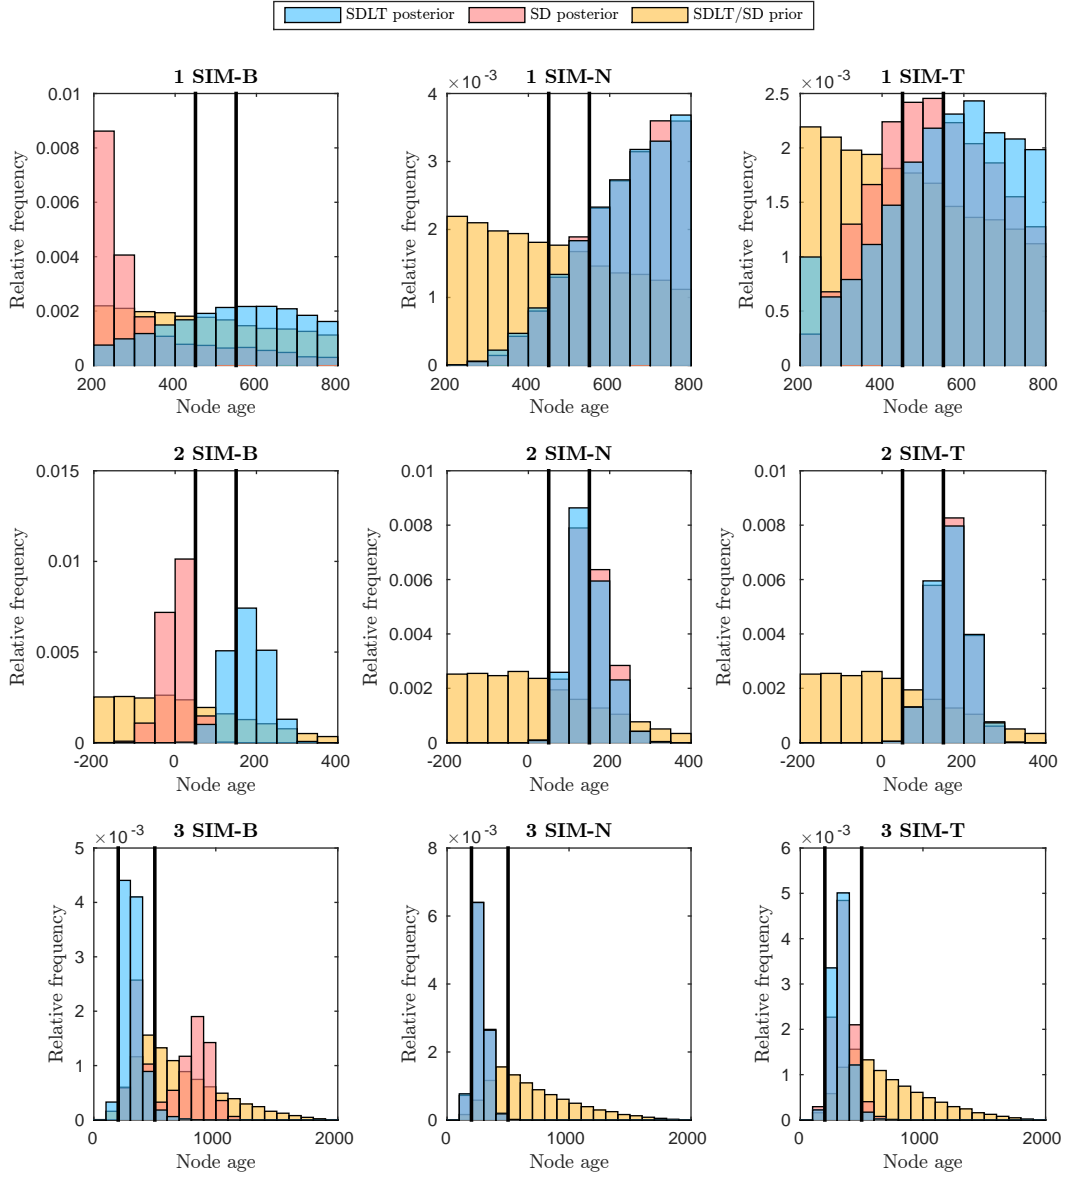 SDLT posterior SD posterior SDLT/SD prior
1 SIM-B
Relative frequency
0.01
0.008
0.006
0.004
0.002
0
200 400 600 800
Node age
1 SIM-N
×10^-3
Relative frequency
4
3
2
1
0
200 400 600 800
Node age
1 SIM-T
×10^-3
Relative frequency
2.5
2
1.5
1
0.5
0
200 400 600 800
Node age
2 SIM-B
Relative frequency
0.015
0.01
0.005
0
-200 0 200 400
Node age
2 SIM-N
Relative frequency
0.01
0.008
0.006
0.004
0.002
0
-200 0 200 400
Node age
2 SIM-T
Relative frequency
0.01
0.008
0.006
0.004
0.002
0
-200 0 200 400
Node age
3 SIM-B
×10^-3
Relative frequency
5
4
3
2
1
0
0 1000 2000
Node age
3 SIM-N
×10^-3
Relative frequency
8
6
4
2
0
0 1000 2000
Node age
3 SIM-T
×10^-3
Relative frequency
6
5
4
3
2
1
0
0 1000 2000
Node age